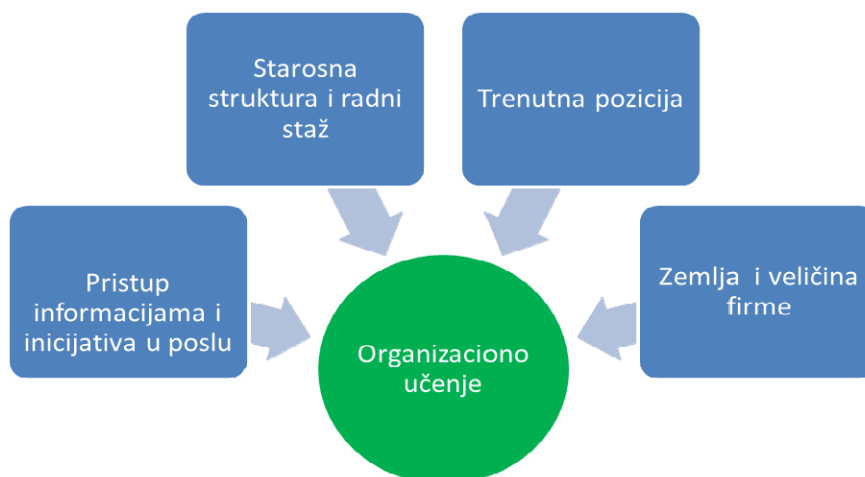 Starosna
struktura i radni
staž
Trenutna pozicija
Pristup
informacijama i
inicijativa u poslu
Zemlja i veličina
firme
Organizaciono
učenje